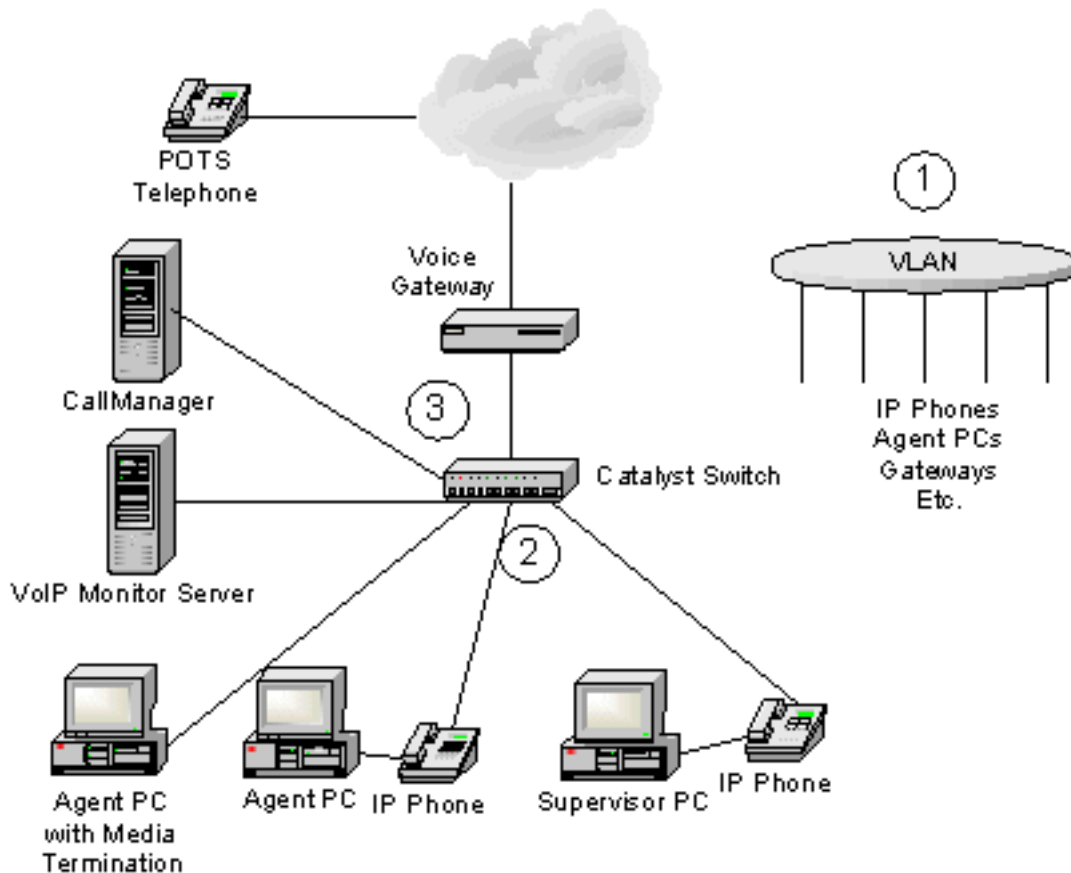 POTS
Telephone
1
VLAN
Voice
Gateway
CallManager
3
IP Phones
Agent PCs
Gateways
Etc.
Catalyst Switch
2
VoIP Monitor Server
Agent PC
with Media
Termination
Agent PC
IP Phone
Supervisor PC
IP Phone